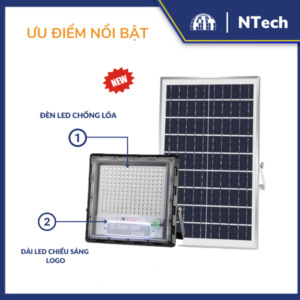 NTech
ƯU ĐIỂM NỔI BẬT
NEW
ĐÈN LED CHỐNG LÓA
1
2
DẢI LED CHIẾU SÁNG
LOGO